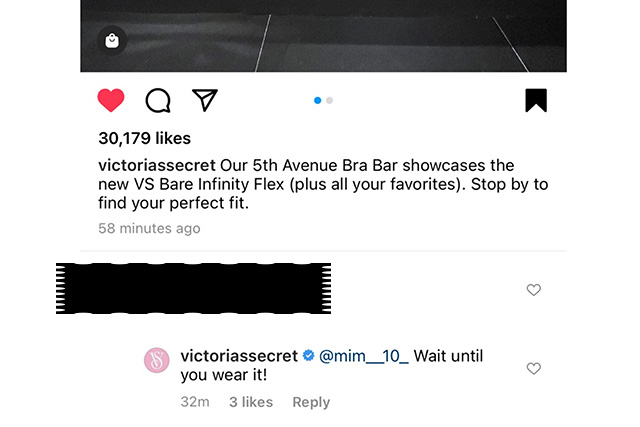 30,179 likes
victoriassecret Our 5th Avenue Bra Bar showcases the
new VS Bare Infinity Flex (plus all your favorites). Stop by to
find your perfect fit.
58 minutes ago
victoriassecret @mim__10_ Wait until
you wear it!
32m 3 likes Reply